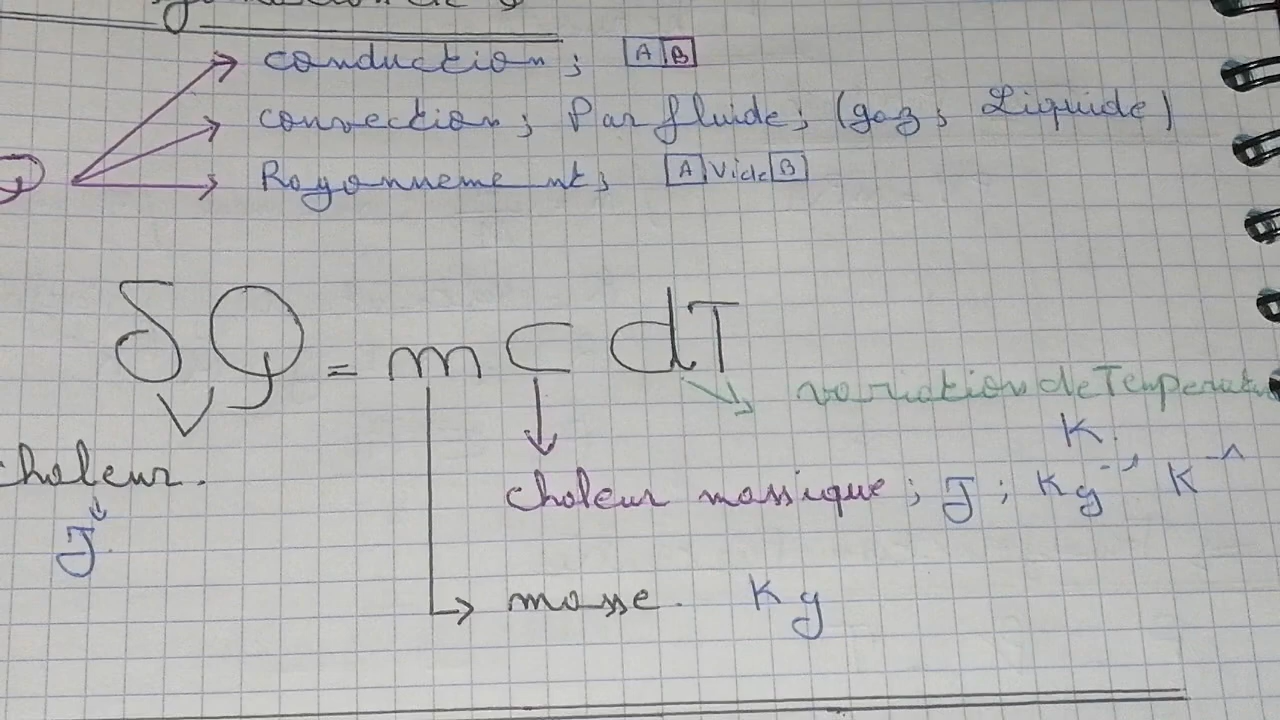 conduction ; A B
convection ; Par fluide ; (gaz ; Liquide)
Q
Rayonnement ; A Vide B
δQ = m C dT
variation de Temperatu
K.
chaleur.
chaleur massique ; J ; Kg⁻¹ K⁻¹
J.
masse. Kg